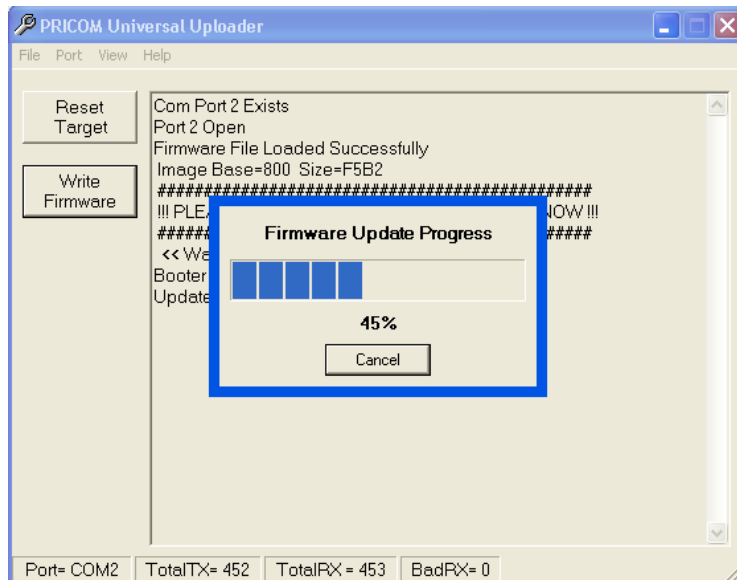 PRICOM Universal Uploader
File Port View Help
Reset
Target
Write
Firmware
Com Port 2 Exists
Port 2 Open
Firmware File Loaded Successfully
Image Base=800 Size=F5B2
##############################################
!!! NOW !!!
###### #####
<<
Booter
Update
Firmware Update Progress
45%
Cancel
Port= COM2 TotalTX= 452 TotalRX= 453 BadRX= 0